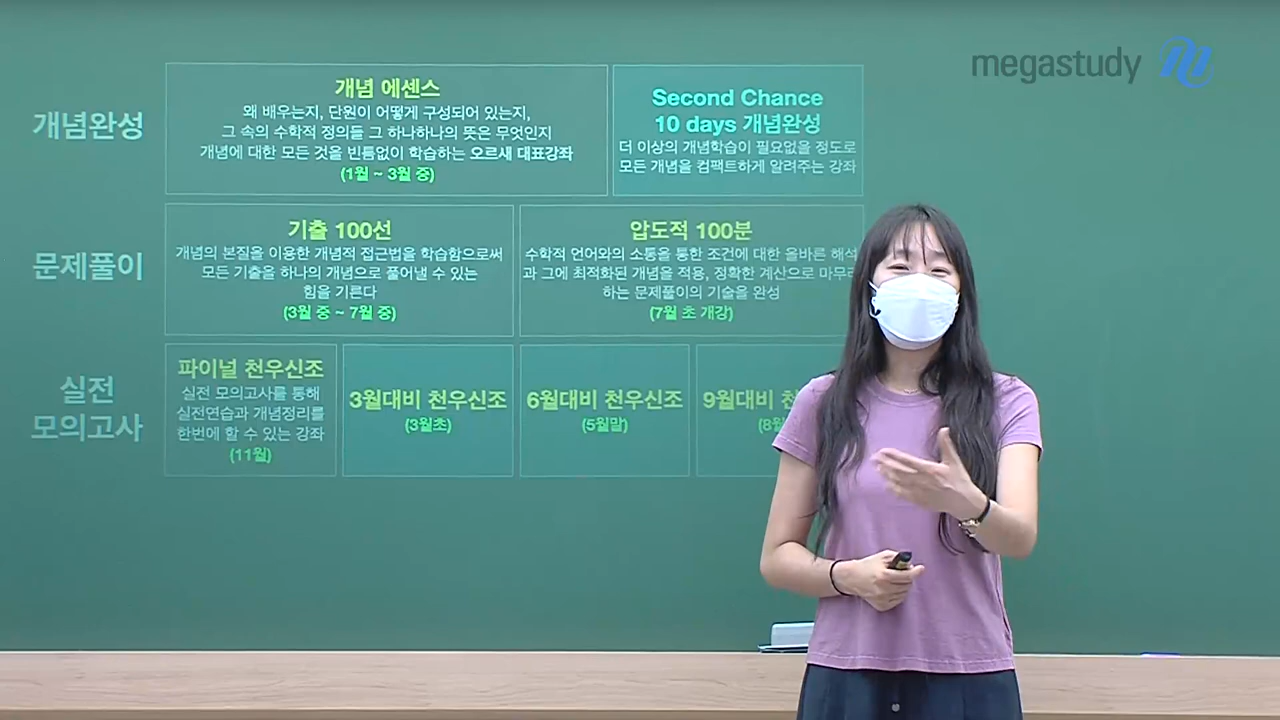 megastudy
개념완성
개념 에센스
왜 배우는지, 단원이 어떻게 구성되어 있는지,
그 속의 수학적 정의들 그 하나하나의 뜻은 무엇인지
개념에 대한 모든 것을 빈틈없이 학습하는 오르새 대표강좌
(1월 ~ 3월 중)
Second Chance
10 days 개념완성
더 이상의 개념학습이 필요없을 정도로
모든 개념을 컴팩트하게 알려주는 강좌
문제풀이
기출 100선
개념의 본질을 이용한 개념적 접근법을 학습함으로써
모든 기출을 하나의 개념으로 풀어낼 수 있는
힘을 기른다
(3월 중 ~ 7월 중)
압도적 100분
수학적 언어와의 소통을 통한 조건에 대한 올바른 해석
과 그에 최적화된 개념을 적용, 정확한 계산으로 마무리
하는 문제풀이의 기술을 완성
(7월 초 개강)
실전
모의고사
파이널 천우신조
실전 모의고사를 통해
실전연습과 개념정리를
한번에 할 수 있는 강좌
(11월)
3월대비 천우신조
(3월초)
6월대비 천우신조
(5월말)
9월대비 천
(8월